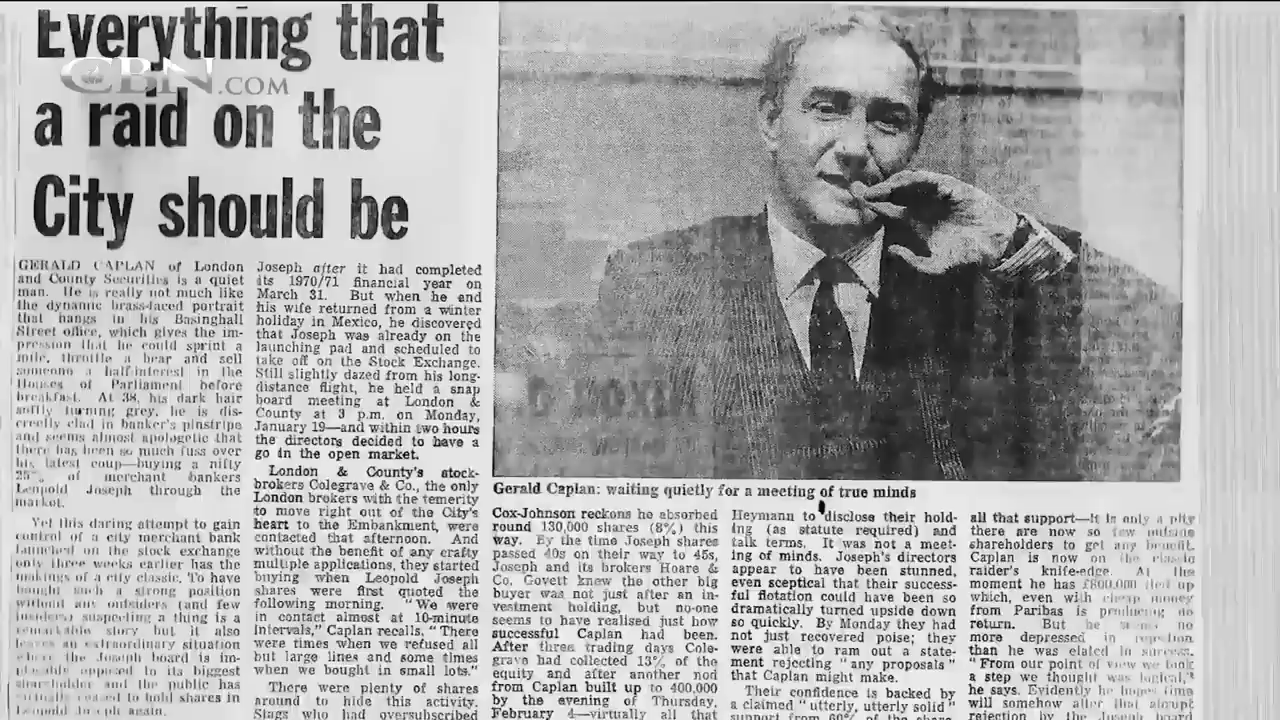 Everything that
a raid on the
City should be
CBN.COM
GERALD CAPLAN of London
and County Securities is a quiet
man. He is really not much like
the dynamic brass-faced portrait
that hangs in his Basinghall
Street office, which gives the im-
pression that he could sprint a
mile, throttle a bear and sell
someone a half-interest in the
Houses of Parliament before
breakfast. At 38, his dark hair
softly turning grey, he is dis-
creetly clad in banker's pinstripe
and seems almost apologetic that
there has been so much fuss over
his latest coup—buying a nifty
25% of merchant bankers
Leopold Joseph through the
market.
Yet this daring attempt to gain
control of a city merchant bank
launched on the stock exchange
only three weeks earlier has the
makings of a city classic. To have
bought such a strong position
without any outsiders (and few
insiders) suspecting a thing is a
remarkable story but it also
leaves an extraordinary situation
where the Joseph board is im-
placably opposed to its biggest
shareholder and the public has
virtually ceased to hold shares in
Leopold Joseph again.
Joseph after it had completed
its 1970/71 financial year on
March 31. But when he and
his wife returned from a winter
holiday in Mexico, he discovered
that Joseph was already on the
launching pad and scheduled to
take off on the Stock Exchange.
Still slightly dazed from his long-
distance flight, he held a snap
board meeting at London &
County at 3 p.m. on Monday,
January 19—and within two hours
the directors decided to have a
go in the open market.
London & County's stock-
brokers Colegrave & Co., the only
London brokers with the temerity
to move right out of the City's
heart to the Embankment, were
contacted that afternoon. And
without the benefit of any crafty
multiple applications, they started
buying when Leopold Joseph
shares were first quoted the
following morning. "We were
in contact almost at 10-minute
intervals," Caplan recalls, "There
were times when we refused all
but large lines and some times
when we bought in small lots."
There were plenty of shares
around to hide this activity.
Stags who had oversubscribed
Gerald Caplan: waiting quietly for a meeting of true minds
Cox-Johnson reckons he absorbed
round 130,000 shares (8%) this
way. By the time Joseph shares
passed 40s on their way to 45s,
Joseph and its brokers Hoare &
Co. Govett knew the other big
buyer was not just after an in-
vestment holding, but no-one
seems to have realised just how
successful Caplan had been.
After three trading days Cole-
grave had collected 13% of the
equity and after another nod
from Caplan built up to 400,000
by the evening of Thursday,
February 4—virtually all that
Heymann to disclose their hold-
ing (as statute required) and
talk terms. It was not a meet-
ing of minds. Joseph's directors
appear to have been stunned,
even sceptical that their success-
ful flotation could have been so
dramatically turned upside down
so quickly. By Monday they had
not just recovered poise; they
were able to ram out a state-
ment rejecting "any proposals"
that Caplan might make.
Their confidence is backed by
a claimed "utterly, utterly solid"
support from 60% of the share
all that support—it is only a pity
there are now so few outside
shareholders to get any benefit.
Caplan is now on the classic
raider's knife-edge. At the
moment he has £800,000 tied up
which, even with cheap money
from Paribas is producing no
return. But he seems no
more depressed in rejection
than he was elated in success.
"From our point of view we took
a step we thought was logical,"
he says. Evidently he hopes time
will somehow alter that abrupt
rejection by the Joseph